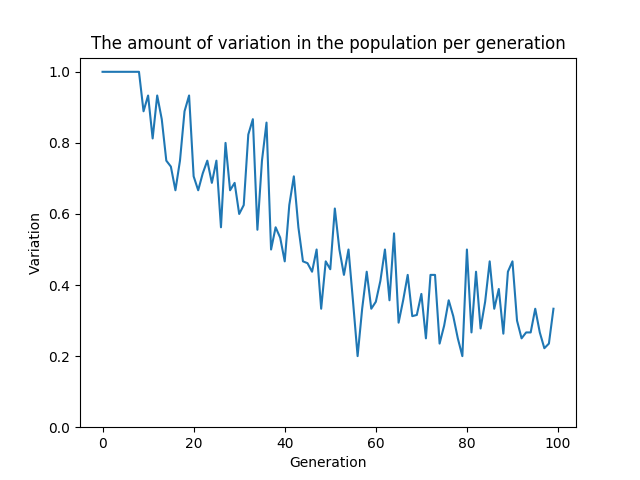 The amount of variation in the population per generation
1.0
0.8
0.6
0.4
0.2
0.0
Variation
0 20 40 60 80 100
Generation